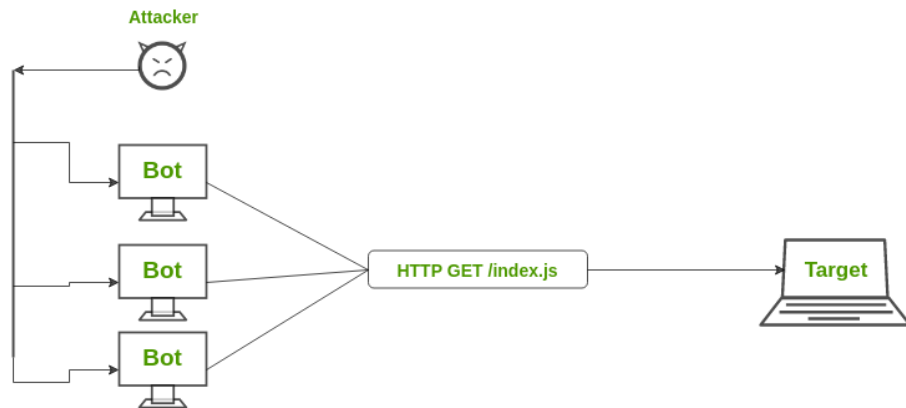 Attacker
Bot
Bot
HTTP GET /index.js
Target
Bot